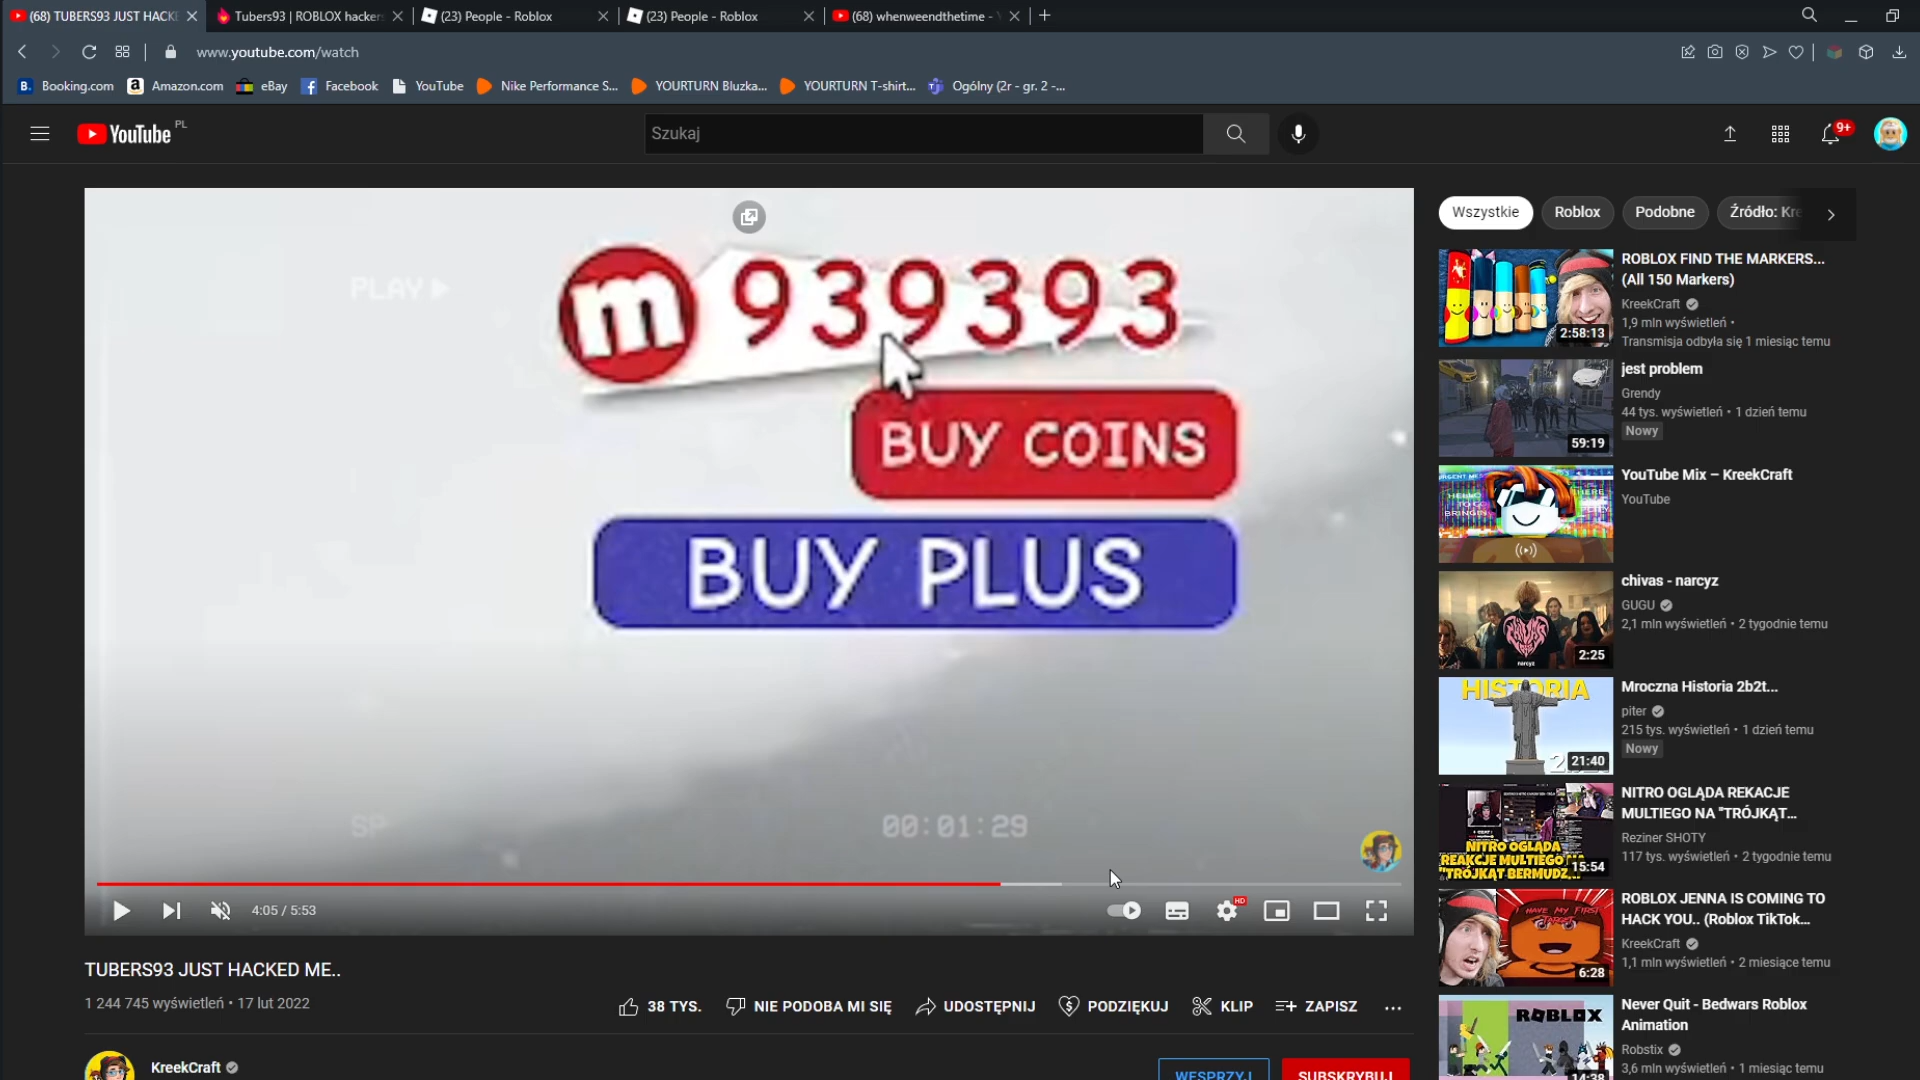 (68) TUBERS93 JUST HACK
Tubers93 | ROBLOX hacker
(23) People - Roblox
(23) People - Roblox
(68) whenweendthetime -
www.youtube.com/watch
Booking.com
Amazon.com
eBay
Facebook
YouTube
Nike Performance S...
YOURTURN Bluzka...
YOURTURN T-shirt...
Ogólny (2r - gr. 2 -...
YouTube PL
Szukaj
9+
PLAY
m 939393
BUY COINS
BUY PLUS
SP
00:01:29
4:05 / 5:53
HD
TUBERS93 JUST HACKED ME..
1 244 745 wyświetleń • 17 lut 2022
38 TYS.
NIE PODOBA MI SIĘ
UDOSTĘPNIJ
PODZIĘKUJ
KLIP
ZAPISZ
KreekCraft
WESPRZYJ
SUBSKRYBUJ
Wszystkie
Roblox
Podobne
Źródło: Kre
ROBLOX FIND THE MARKERS...
(All 150 Markers)
KreekCraft
1,9 mln wyświetleń •
Transmisja odbyła się 1 miesiąc temu
2:58:13
jest problem
Grendy
44 tys. wyświetleń • 1 dzień temu
Nowy
59:19
YouTube Mix – KreekCraft
YouTube
chivas - narcyz
GUGU
2,1 mln wyświetleń • 2 tygodnie temu
narcyz
2:25
HISTORIA
Mroczna Historia 2b2t...
piter
215 tys. wyświetleń • 1 dzień temu
Nowy
21:40
NITRO OGLĄDA REKACJE
MULTIEGO NA "TRÓJKĄT...
Reziner SHOTY
117 tys. wyświetleń • 2 tygodnie temu
NITRO OGLĄDA
REAKCJE MULTIEGO NA
"TRÓJKĄT BERMUDZ...
15:54
ROBLOX JENNA IS COMING TO
HACK YOU.. (Roblox TikTok...
KreekCraft
1,1 mln wyświetleń • 2 miesiące temu
I HAVE MY FIRST
TARGET
6:28
Never Quit - Bedwars Roblox
Animation
Robstix
3,6 mln wyświetleń • 1 miesiąc temu
ROBLOX
14:38